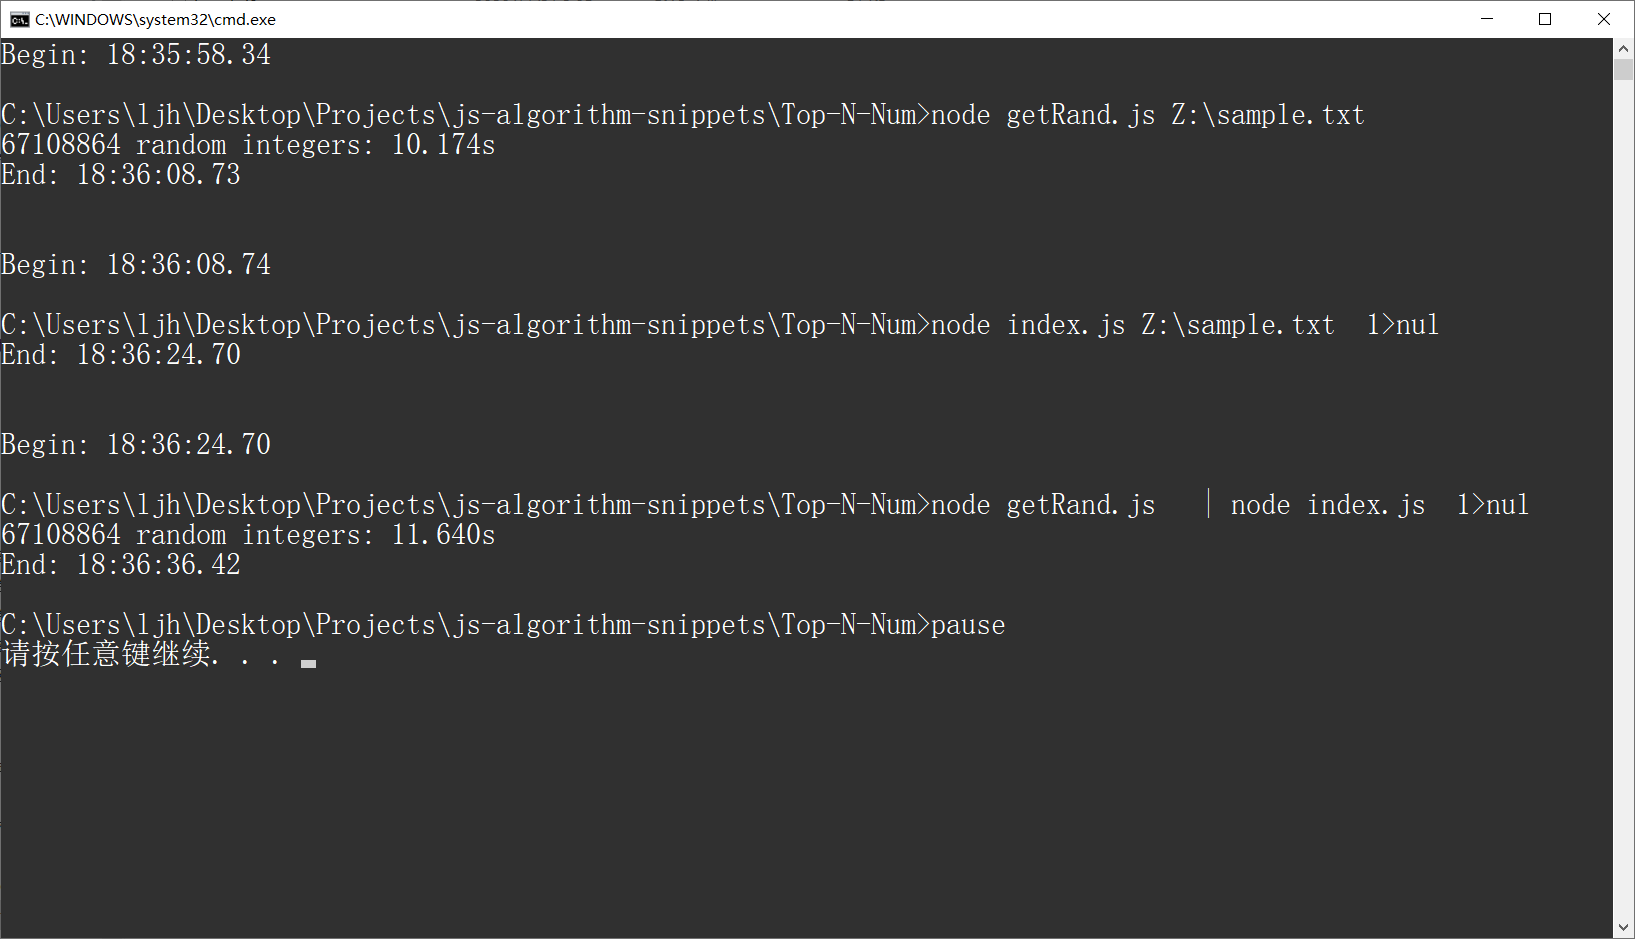 C:\WINDOWS\system32\cmd.exe
Begin: 18:35:58.34
C:\Users\ljh\Desktop\Projects\js-algorithm-snippets\Top-N-Num>node getRand.js Z:\sample.txt
67108864 random integers: 10.174s
End: 18:36:08.73
Begin: 18:36:08.74
C:\Users\ljh\Desktop\Projects\js-algorithm-snippets\Top-N-Num>node index.js Z:\sample.txt  1>nul
End: 18:36:24.70
Begin: 18:36:24.70
C:\Users\ljh\Desktop\Projects\js-algorithm-snippets\Top-N-Num>node getRand.js   | node index.js  1>nul
67108864 random integers: 11.640s
End: 18:36:36.42
C:\Users\ljh\Desktop\Projects\js-algorithm-snippets\Top-N-Num>pause
请按任意键继续. . .